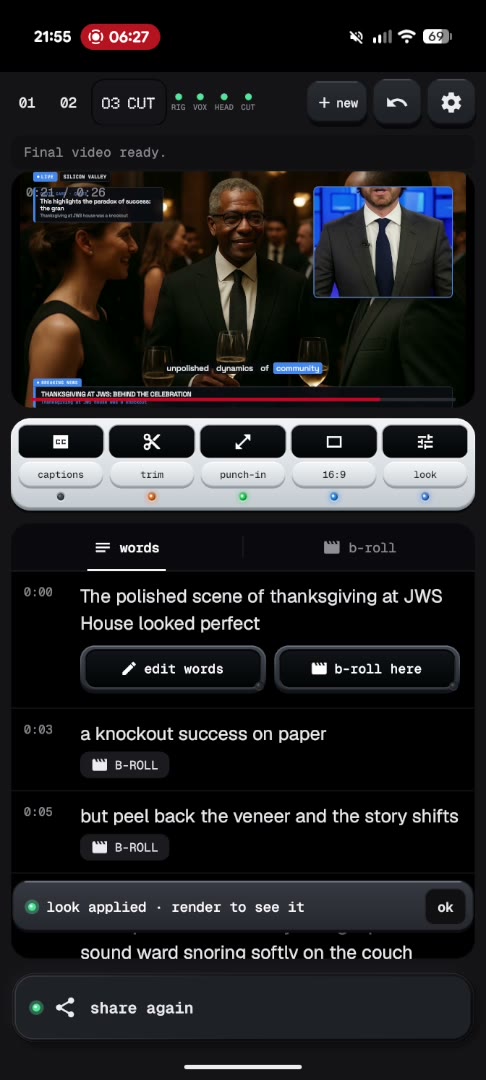 21:55
06:27
69
01
02
03 CUT
RIG
VOX
HEAD
CUT
+ new
Final video ready.
LIVE
SILICON VALLEY
0:21 / 0:26
This highlights the paradox of success:
the gran
Thanksgiving at JWS house was a knockout
unpolished dynamics of community
BREAKING NEWS
THANKSGIVING AT JWS: BEHIND THE CELEBRATION
CC
captions
trim
punch-in
16:9
look
words
b-roll
0:00
The polished scene of thanksgiving at JWS
House looked perfect
edit words
b-roll here
0:03
a knockout success on paper
B-ROLL
0:05
but peel back the veneer and the story shifts
B-ROLL
look applied · render to see it
ok
sound ward snoring softly on the couch
share again